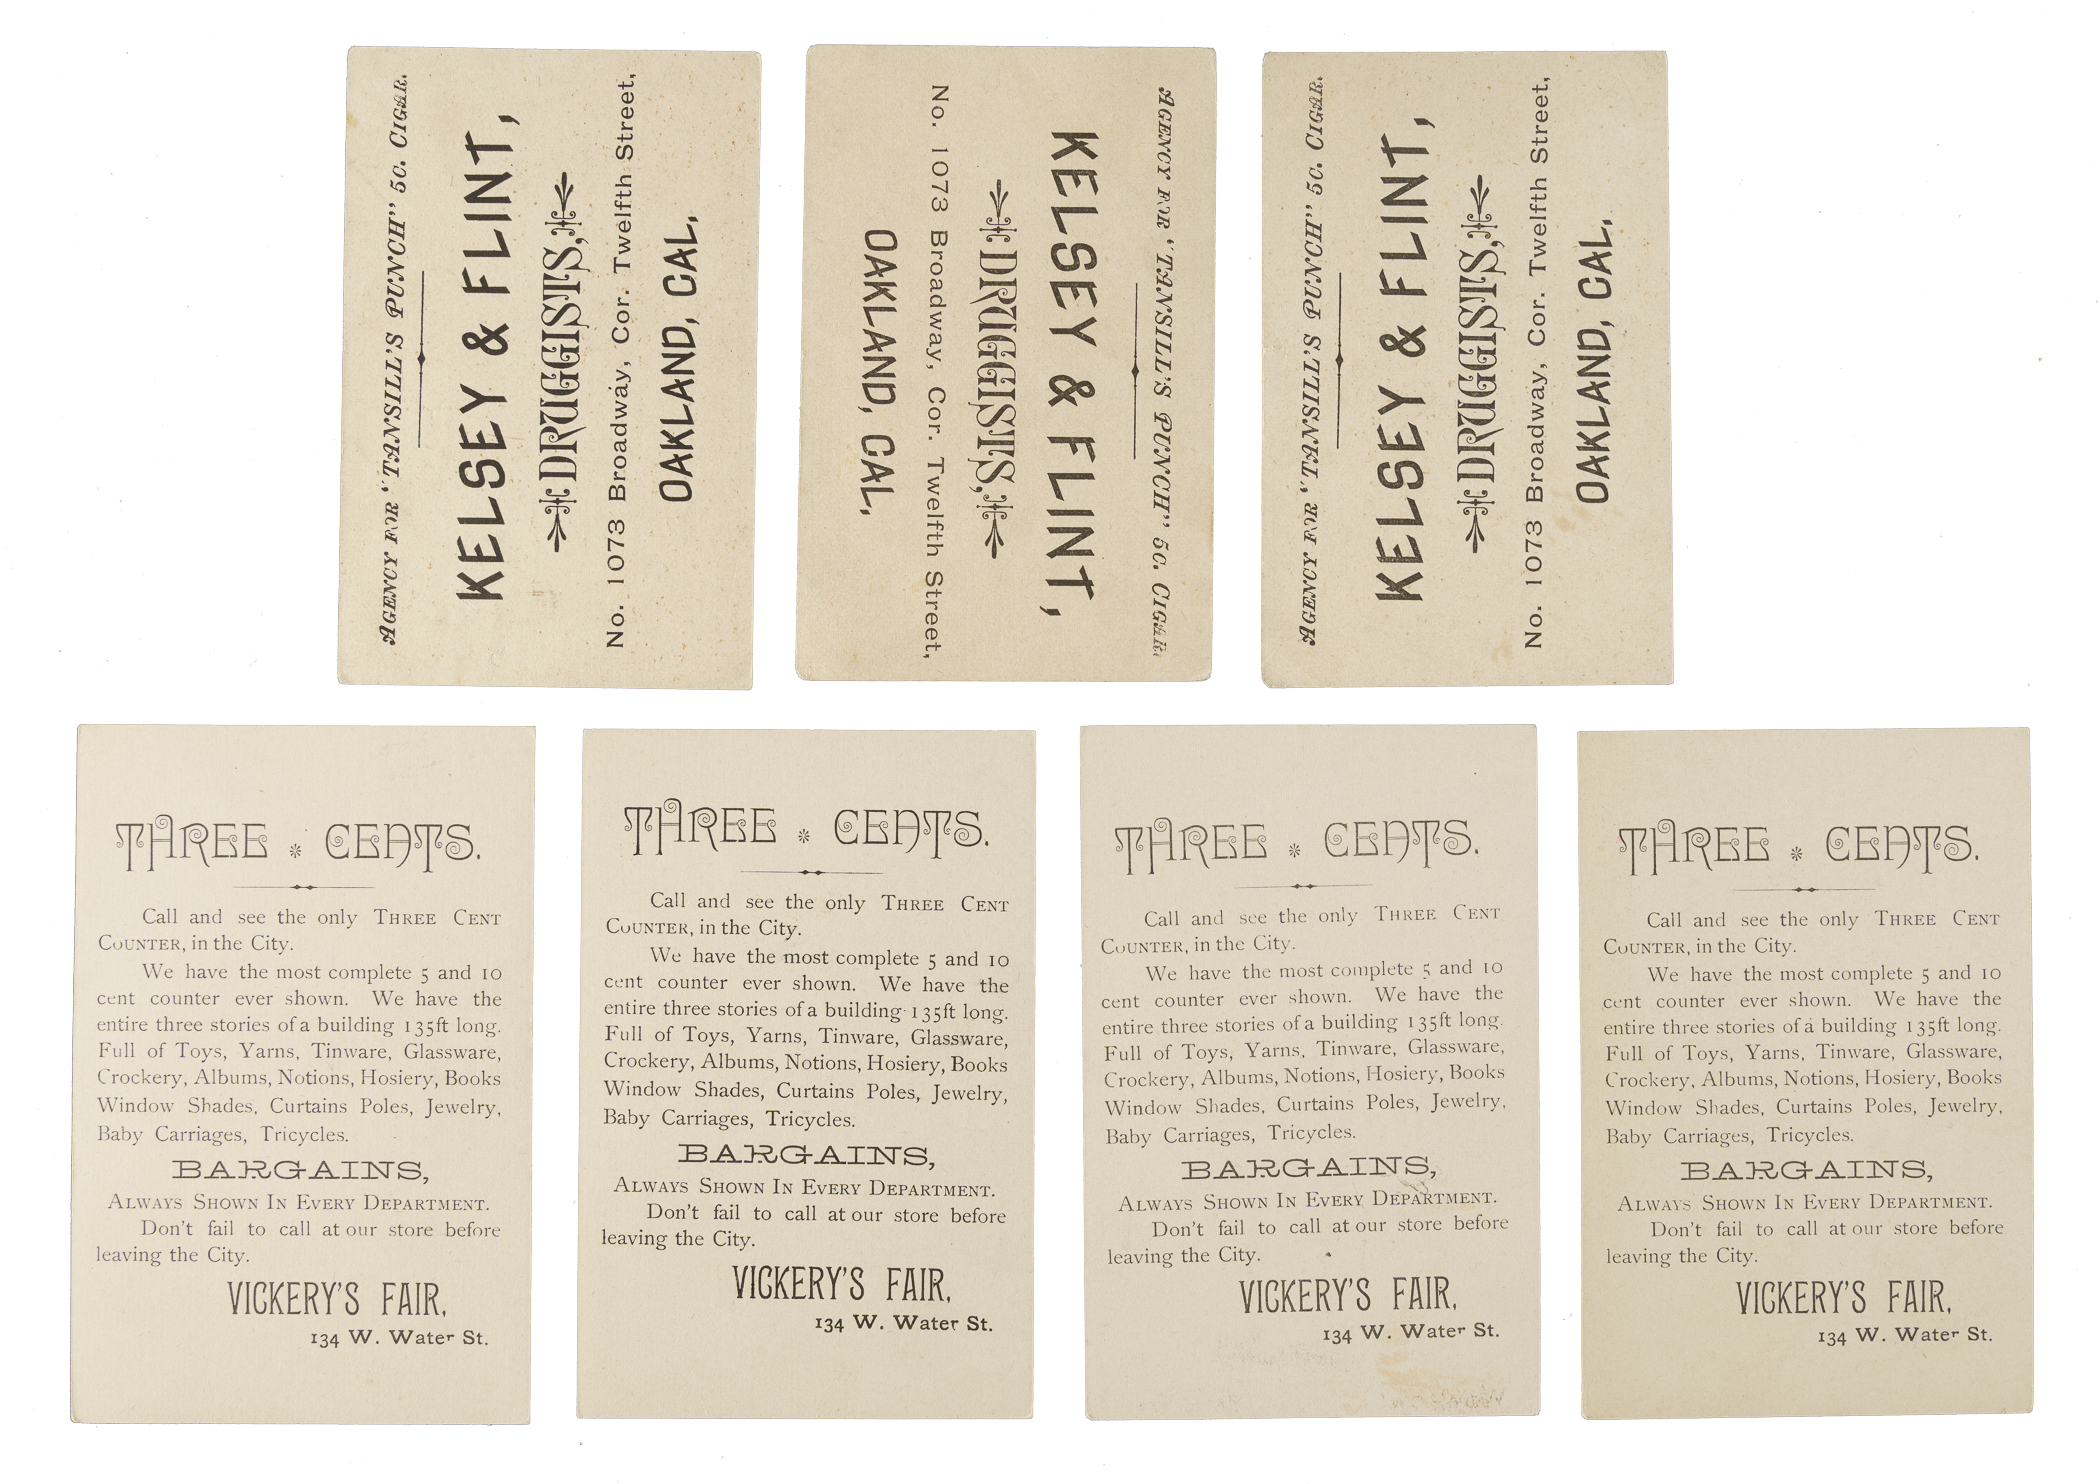 AGENCY FOR "TANSILL'S PUNCH" 5C. CIGAR.
KELSEY & FLINT,
DRUGGISTS,
No. 1073 Broadway, Cor. Twelfth Street,
OAKLAND, CAL.
AGENCY FOR "TANSILL'S PUNCH" 5C. CIGAR.
KELSEY & FLINT,
DRUGGISTS,
No. 1073 Broadway, Cor. Twelfth Street,
OAKLAND, CAL.
AGENCY FOR "TANSILL'S PUNCH" 5C. CIGAR.
KELSEY & FLINT,
DRUGGISTS,
No. 1073 Broadway, Cor. Twelfth Street,
OAKLAND, CAL.
THREE * CENTS.
Call and see the only THREE CENT
COUNTER, in the City.
We have the most complete 5 and 10
cent counter ever shown. We have the
entire three stories of a building 135ft long.
Full of Toys, Yarns, Tinware, Glassware,
Crockery, Albums, Notions, Hosiery, Books
Window Shades, Curtains Poles, Jewelry,
Baby Carriages, Tricycles.
BARGAINS,
ALWAYS SHOWN IN EVERY DEPARTMENT.
Don't fail to call at our store before
leaving the City.
VICKERY'S FAIR,
134 W. Water St.
THREE * CENTS.
Call and see the only THREE CENT
COUNTER, in the City.
We have the most complete 5 and 10
cent counter ever shown. We have the
entire three stories of a building 135ft long.
Full of Toys, Yarns, Tinware, Glassware,
Crockery, Albums, Notions, Hosiery, Books
Window Shades, Curtains Poles, Jewelry,
Baby Carriages, Tricycles.
BARGAINS,
ALWAYS SHOWN IN EVERY DEPARTMENT.
Don't fail to call at our store before
leaving the City.
VICKERY'S FAIR,
134 W. Water St.
THREE * CENTS.
Call and see the only THREE CENT
COUNTER, in the City.
We have the most complete 5 and 10
cent counter ever shown. We have the
entire three stories of a building 135ft long.
Full of Toys, Yarns, Tinware, Glassware,
Crockery, Albums, Notions, Hosiery, Books
Window Shades, Curtains Poles, Jewelry,
Baby Carriages, Tricycles.
BARGAINS,
ALWAYS SHOWN IN EVERY DEPARTMENT.
Don't fail to call at our store before
leaving the City.
VICKERY'S FAIR,
134 W. Water St.
THREE * CENTS.
Call and see the only THREE CENT
COUNTER, in the City.
We have the most complete 5 and 10
cent counter ever shown. We have the
entire three stories of a building 135ft long.
Full of Toys, Yarns, Tinware, Glassware,
Crockery, Albums, Notions, Hosiery, Books
Window Shades, Curtains Poles, Jewelry,
Baby Carriages, Tricycles.
BARGAINS,
ALWAYS SHOWN IN EVERY DEPARTMENT.
Don't fail to call at our store before
leaving the City.
VICKERY'S FAIR,
134 W. Water St.